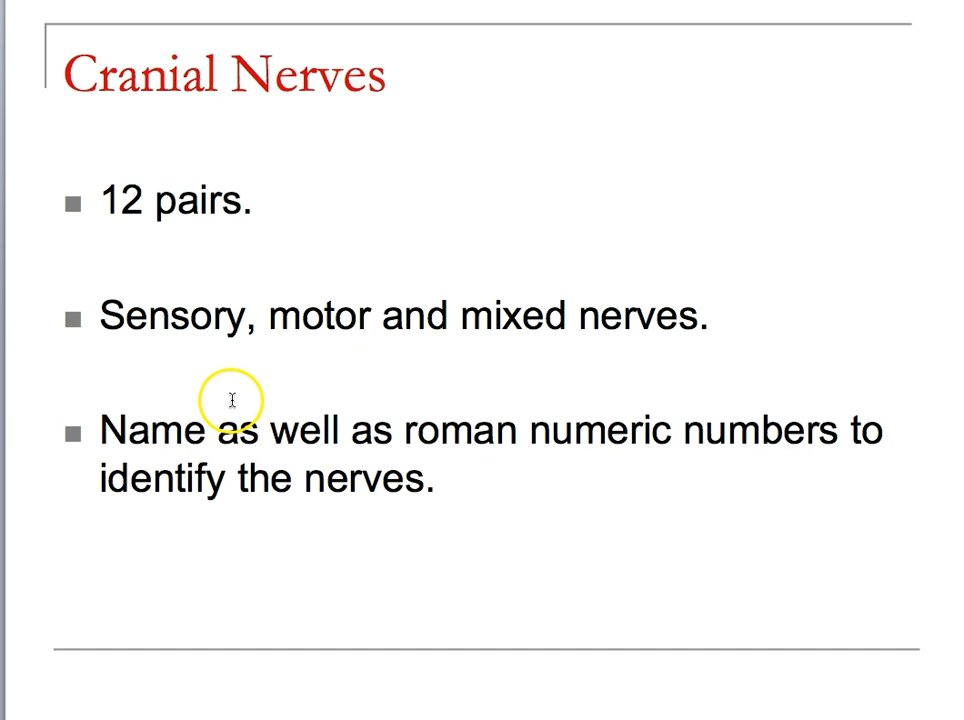 Cranial Nerves
12 pairs.
Sensory, motor and mixed nerves.
Name as well as roman numeric numbers to
identify the nerves.